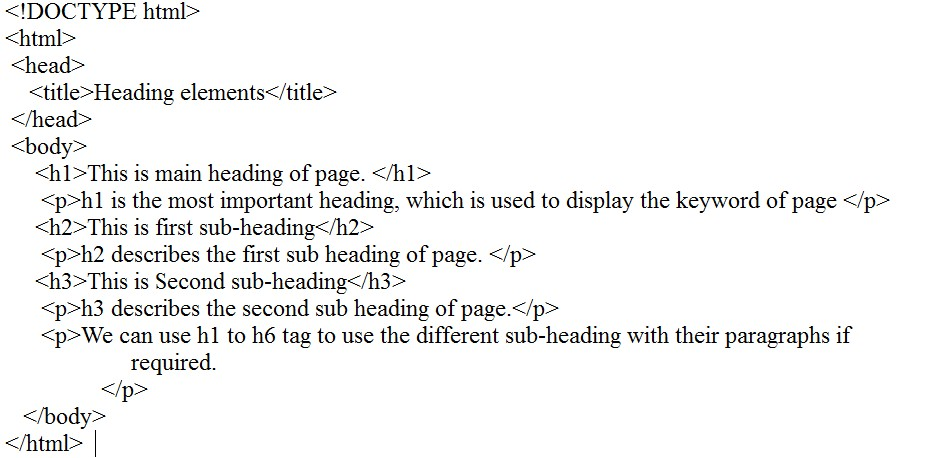 <!DOCTYPE html>
<html>
<head>
<title>Heading elements</title>
</head>
<body>
<h1>This is main heading of page. </h1>
<p>h1 is the most important heading, which is used to display the keyword of page </p>
<h2>This is first sub-heading</h2>
<p>h2 describes the first sub heading of page. </p>
<h3>This is Second sub-heading</h3>
<p>h3 describes the second sub heading of page.</p>
<p>We can use h1 to h6 tag to use the different sub-heading with their paragraphs if
required.
</p>
</body>
</html>